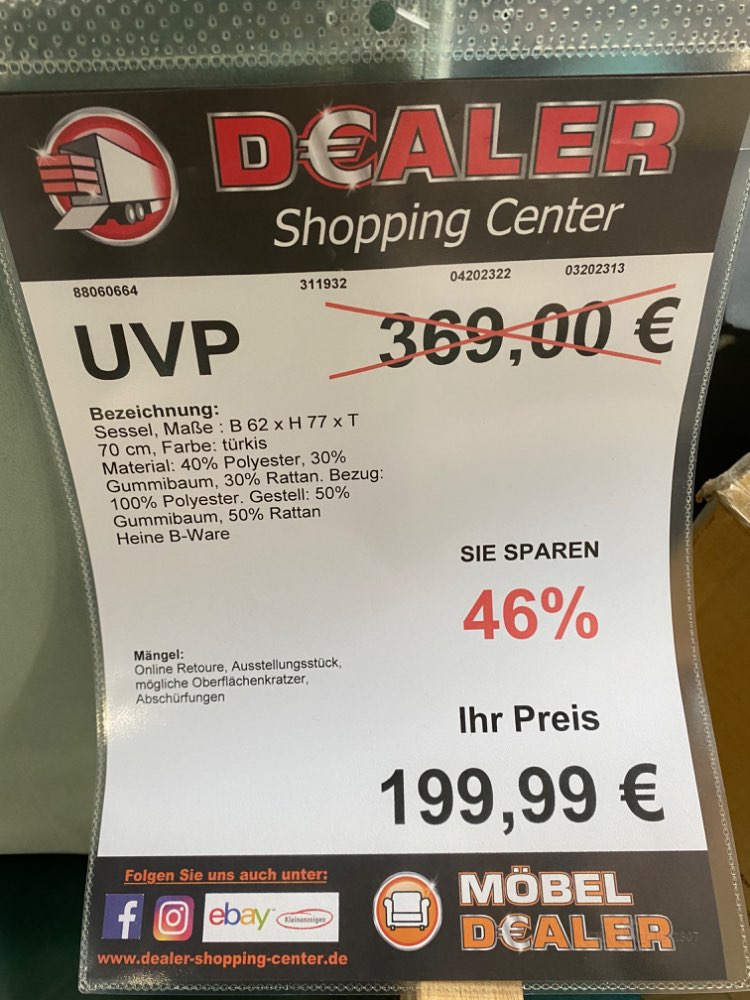 D€ALER
Shopping Center
88060664 311932 04202322 03202313
UVP 369,00 €
Bezeichnung:
Sessel, Maße : B 62 x H 77 x T
70 cm, Farbe: türkis
Material: 40% Polyester, 30%
Gummibaum, 30% Rattan. Bezug:
100% Polyester. Gestell: 50%
Gummibaum, 50% Rattan
Heine B-Ware
SIE SPAREN
46%
Mängel:
Online Retoure, Ausstellungsstück,
mögliche Oberflächenkratzer,
Abschürfungen
Ihr Preis
199,99 €
Folgen Sie uns auch unter:
f ebay Kleinanzeigen
www.dealer-shopping-center.de
MÖBEL
D€ALER